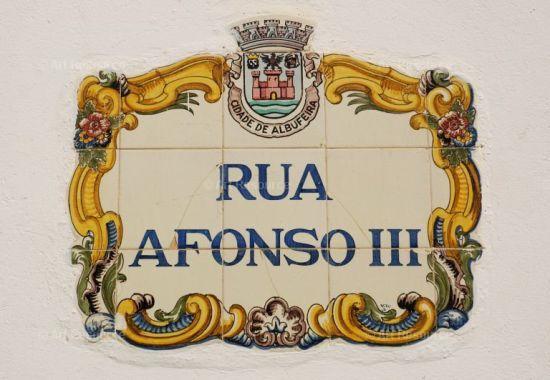 CIDADE DE ALBUFEIRA
RUA
AFONSO III